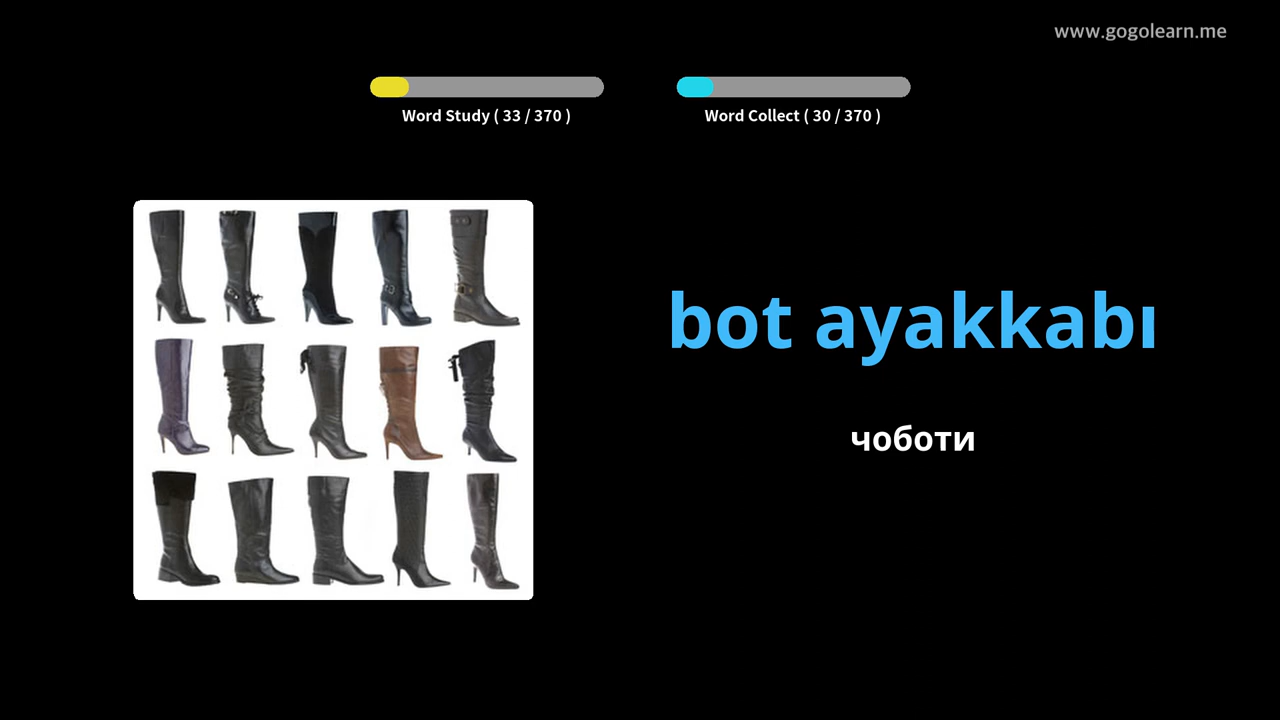 www.gogolearn.me
Word Study ( 33 / 370 )
Word Collect ( 30 / 370 )
bot ayakkabı
чоботи